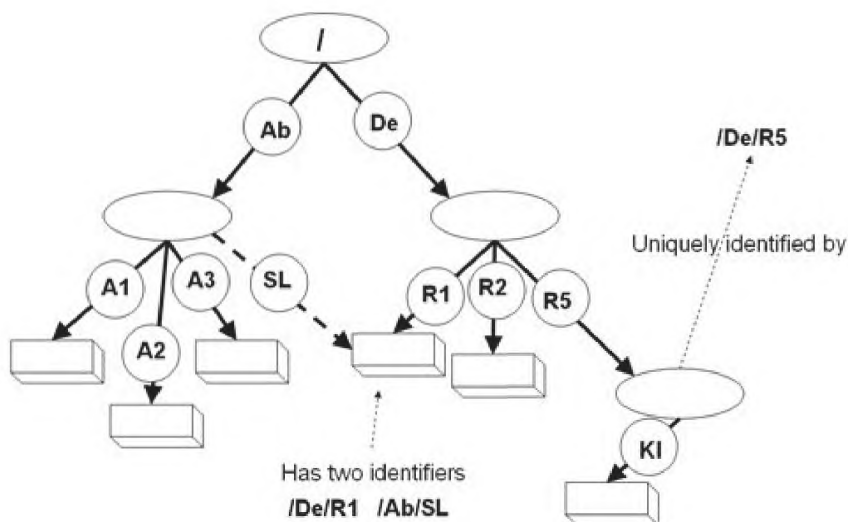 /
Ab
De
/De/R5
Uniquely identified by
A1
A3
SL
R1
R2
R5
A2
KI
Has two identifiers
/De/R1 /Ab/SL